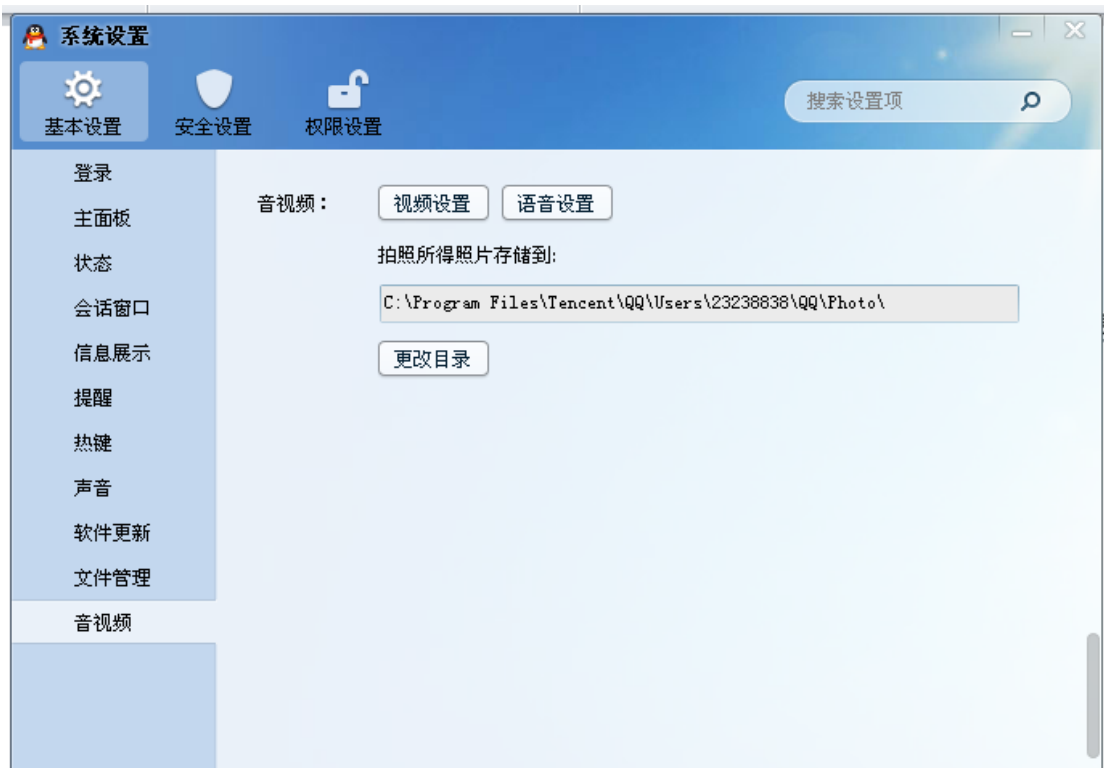 系统设置
基本设置 安全设置 权限设置 搜索设置项
登录
主面板
状态
会话窗口
信息展示
提醒
热键
声音
软件更新
文件管理
音视频
音视频： 视频设置 语音设置
拍照所得照片存储到:
C:\Program Files\Tencent\QQ\Users\23238838\QQ\Photo\
更改目录